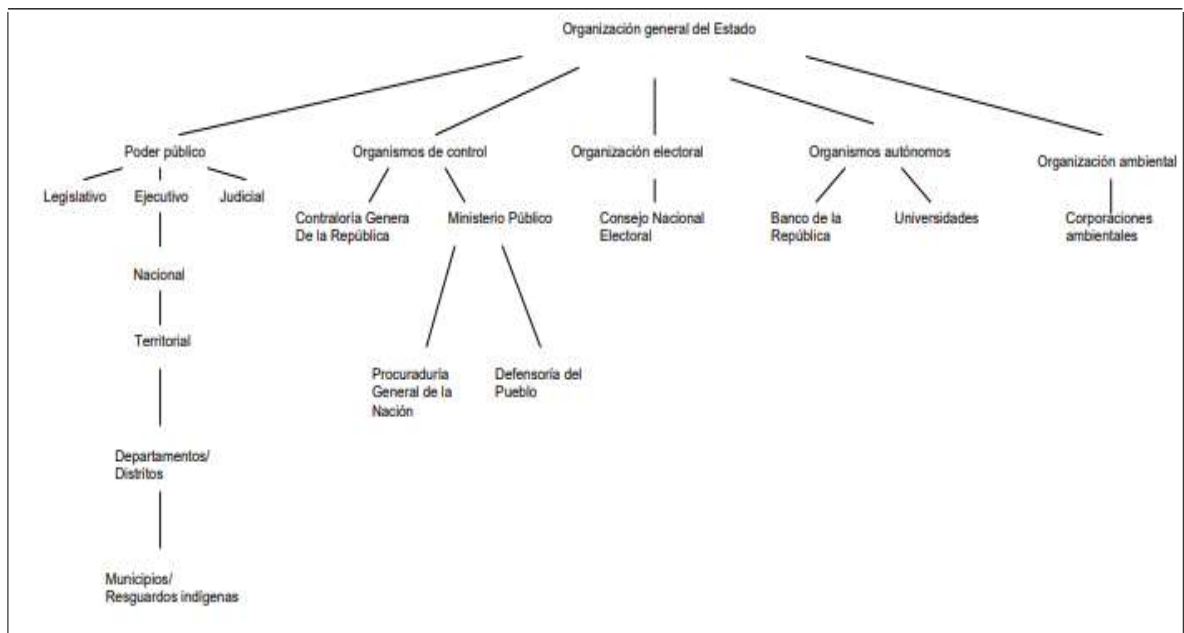 Organización general del Estado
Poder público
Organismos de control
Organización electoral
Organismos autónomos
Organización ambiental
Legislativo
Ejecutivo
Judicial
Contraloría Genera
De la República
Ministerio Público
Consejo Nacional
Electoral
Banco de la
República
Universidades
Corporaciones
ambientales
Nacional
Territorial
Procuraduría
General de la
Nación
Defensoría del
Pueblo
Departamentos/
Distritos
Municipios/
Resguardos indígenas